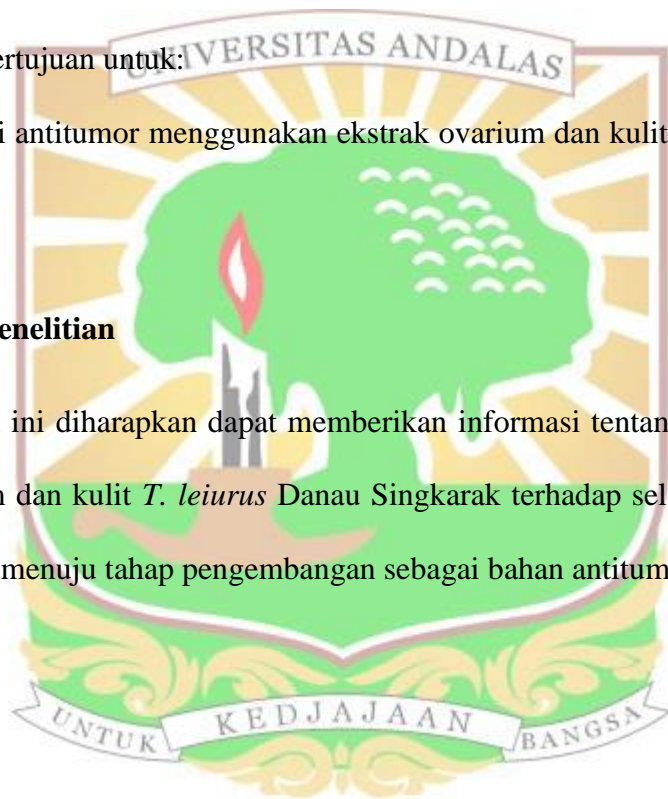 ertujuan untuk:
UNIVERSITAS ANDALAS
i antitumor menggunakan ekstrak ovarium dan kulit
enelitian
ini diharapkan dapat memberikan informasi tentan
n dan kulit T. leiurus Danau Singkarak terhadap sel
menuju tahap pengembangan sebagai bahan antitum
UNTUK KEDJAJAAN BANGSA